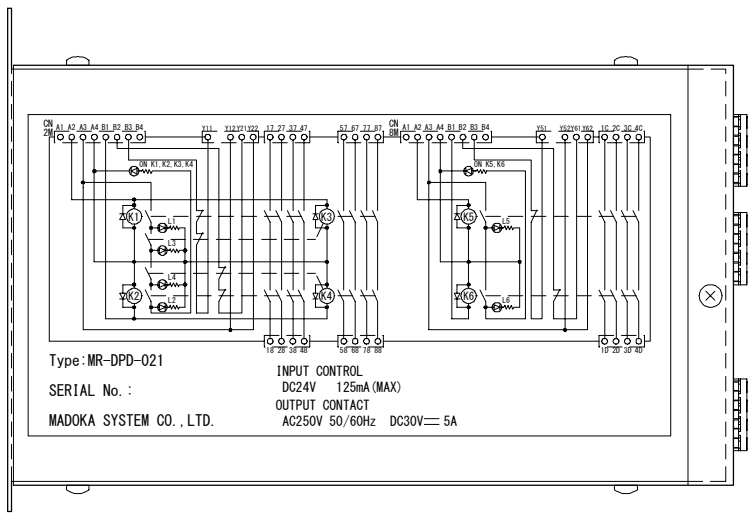 CN 2M A1 A2 A3 A4 B1 B2 B3 B4 Y11 Y12 Y21 Y22 17 27 37 47 57 67 77 87
CN 8M A1 A2 A3 A4 B1 B2 B3 B4 Y51 Y52 Y61 Y62 1C 2C 3C 4C
ON K1,K2,K3,K4
ON K5,K6
K1 L1 K3 K5 L5
L3
L4
K2 L2 K4 K6 L6
18 28 38 48 58 68 78 88 1D 2D 3D 4D
Type:MR-DPD-021
SERIAL No.:
MADOKA SYSTEM CO.,LTD.
INPUT CONTROL
DC24V 125mA(MAX)
OUTPUT CONTACT
AC250V 50/60Hz DC30V 5A